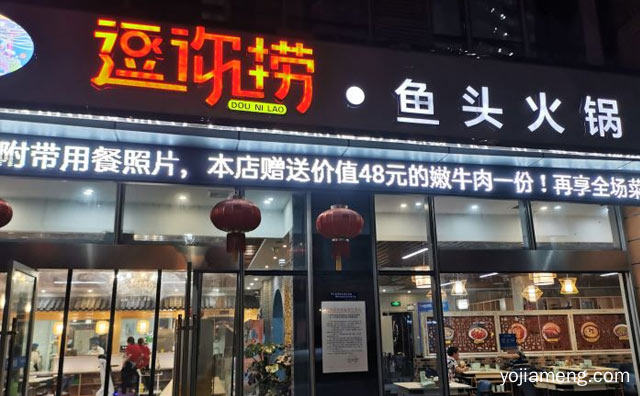 逗你捞
DOU NI LAO
·鱼头火锅
附带用餐照片，本店赠送价值48元的嫩牛肉一份！再享全场菜
yojiameng.com